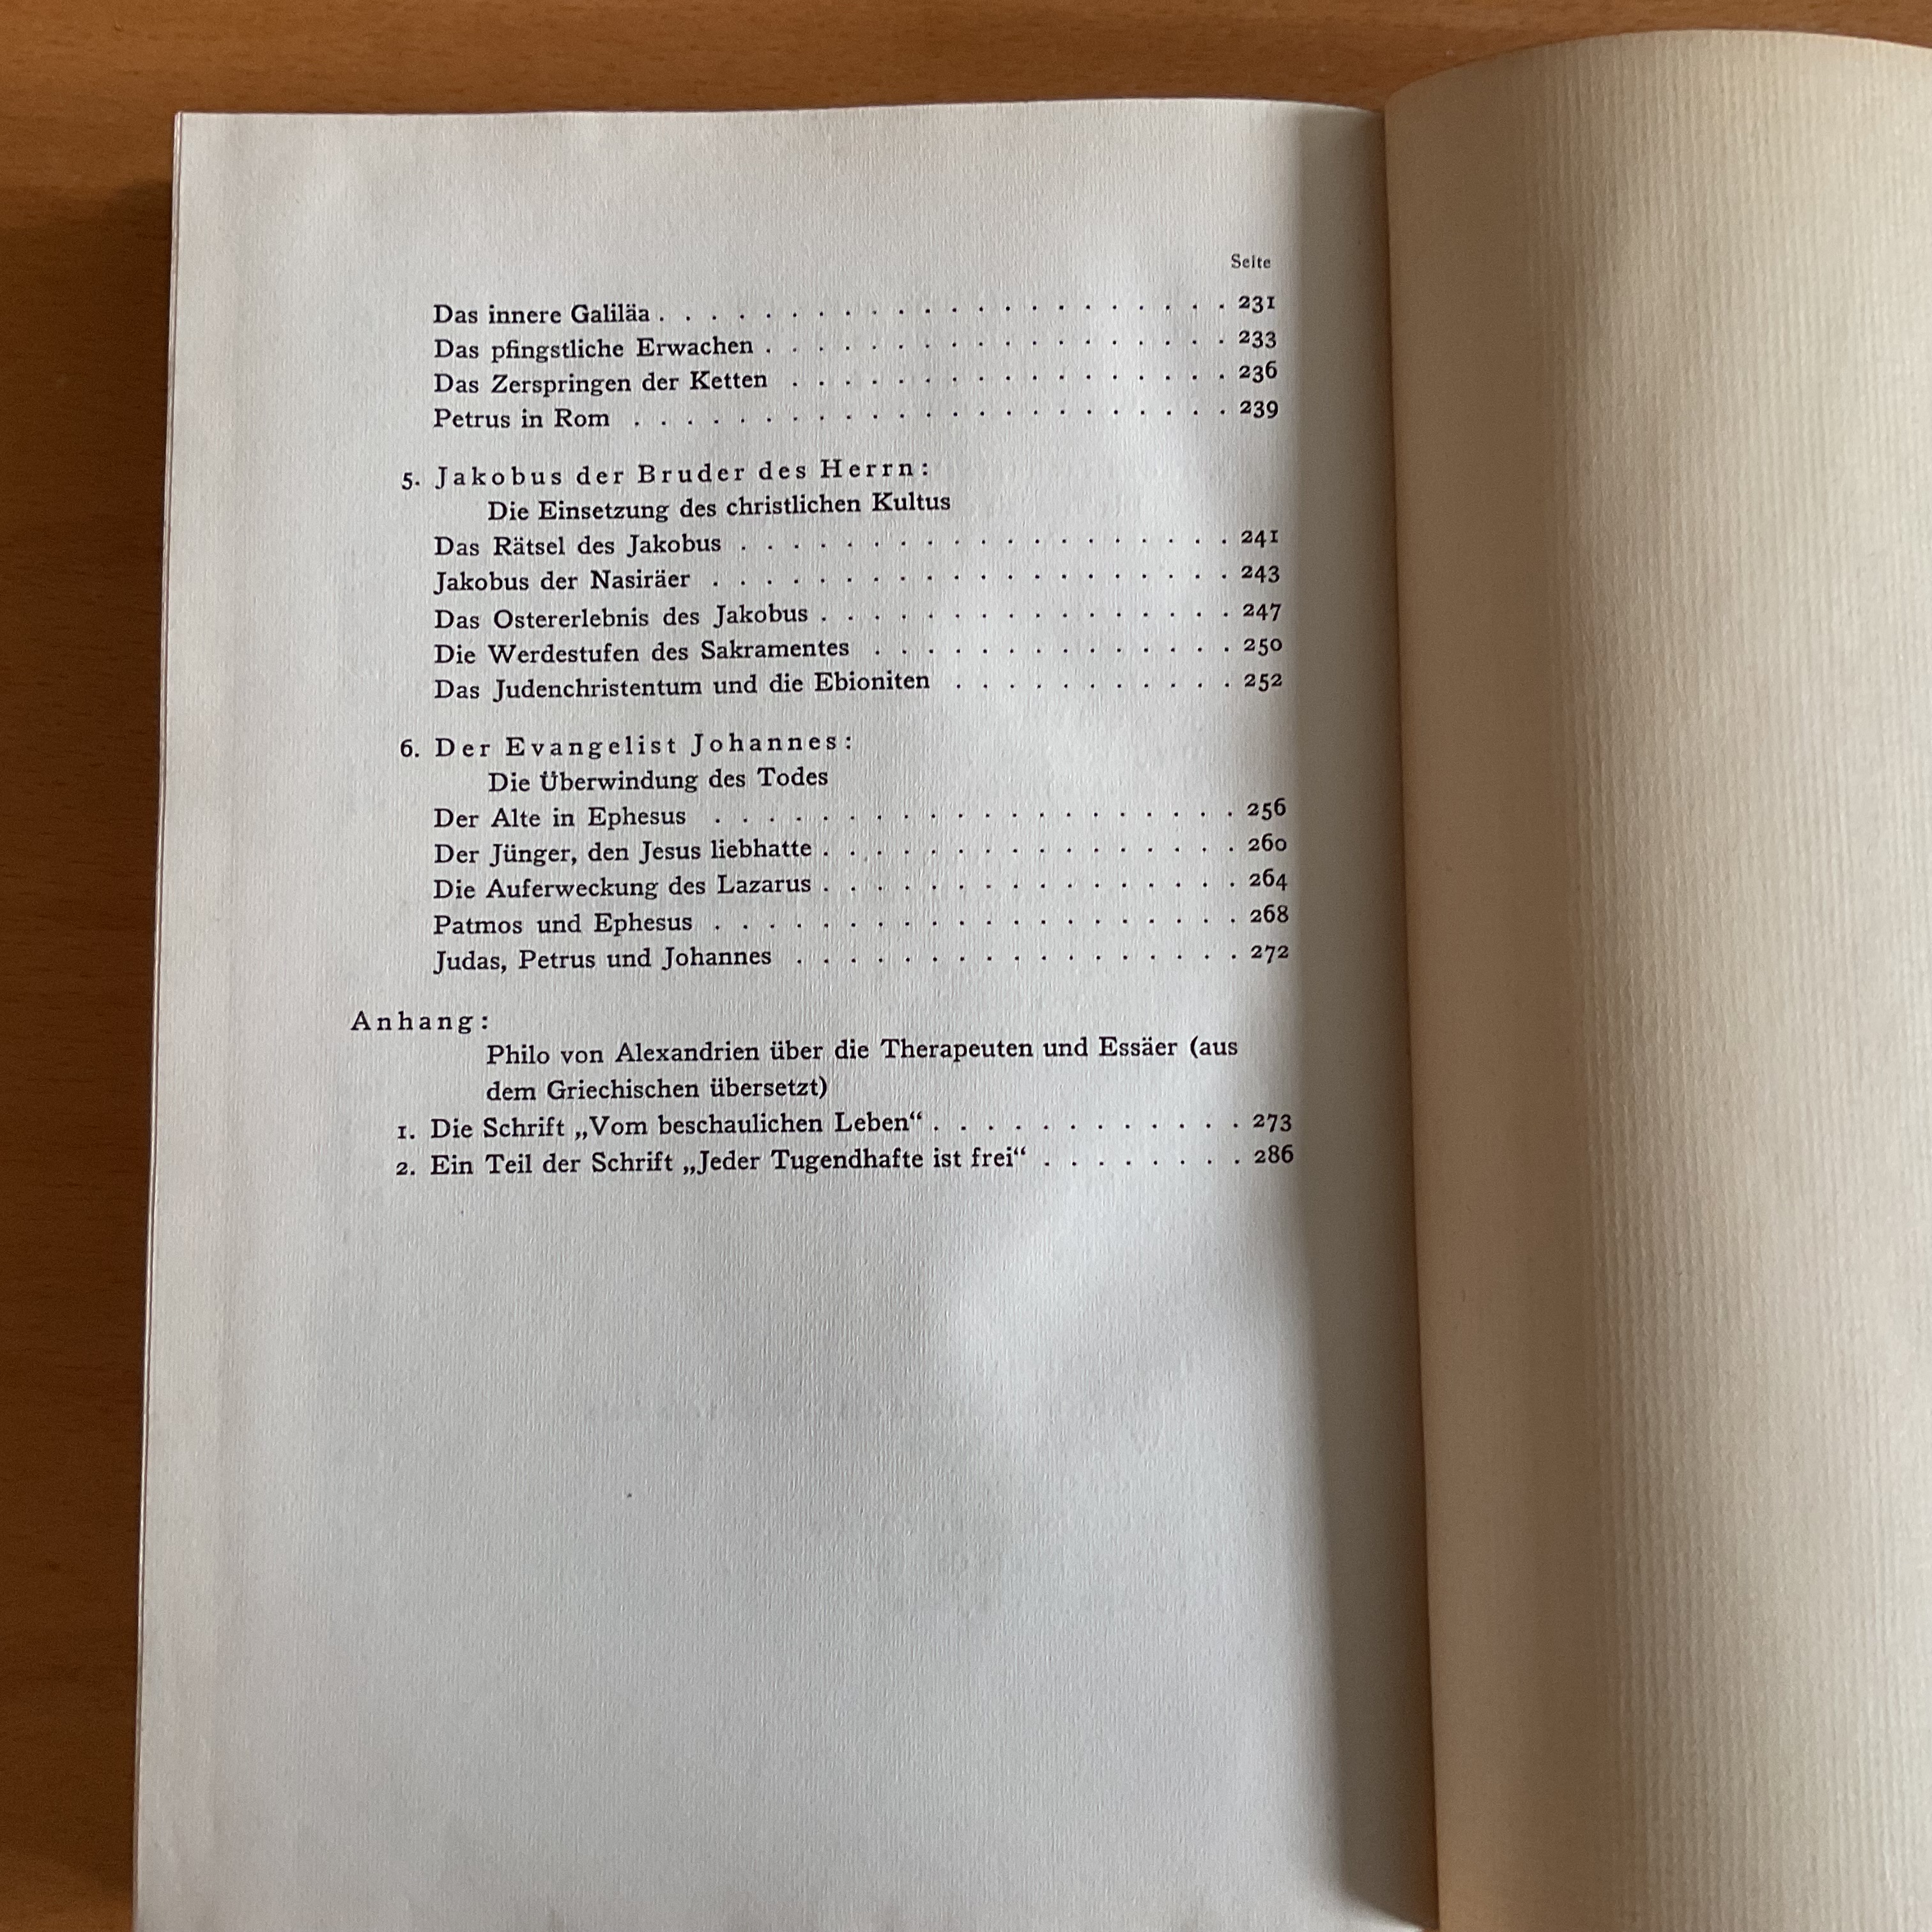 Seite
Das innere Galiläa . . . . . . . . . . . . . . . . . . . . . . 231
Das pfingstliche Erwachen . . . . . . . . . . . . . . . . . . 233
Das Zerspringen der Ketten . . . . . . . . . . . . . . . . . 236
Petrus in Rom . . . . . . . . . . . . . . . . . . . . . . . 239
5. Jakobus der Bruder des Herrn:
Die Einsetzung des christlichen Kultus
Das Rätsel des Jakobus . . . . . . . . . . . . . . . . . . . 241
Jakobus der Nasiräer . . . . . . . . . . . . . . . . . . . . 243
Das Ostererlebnis des Jakobus . . . . . . . . . . . . . . . . 247
Die Werdestufen des Sakramentes . . . . . . . . . . . . . . 250
Das Judenchristentum und die Ebioniten . . . . . . . . . . . 252
6. Der Evangelist Johannes:
Die Überwindung des Todes
Der Alte in Ephesus . . . . . . . . . . . . . . . . . . . . 256
Der Jünger, den Jesus liebhatte . . . . . . . . . . . . . . . . 260
Die Auferweckung des Lazarus . . . . . . . . . . . . . . . . 264
Patmos und Ephesus . . . . . . . . . . . . . . . . . . . . 268
Judas, Petrus und Johannes . . . . . . . . . . . . . . . . . 272
Anhang:
Philo von Alexandrien über die Therapeuten und Essäer (aus
dem Griechischen übersetzt)
1. Die Schrift „Vom beschaulichen Leben“ . . . . . . . . . . . . 273
2. Ein Teil der Schrift „Jeder Tugendhafte ist frei“ . . . . . . . . 286